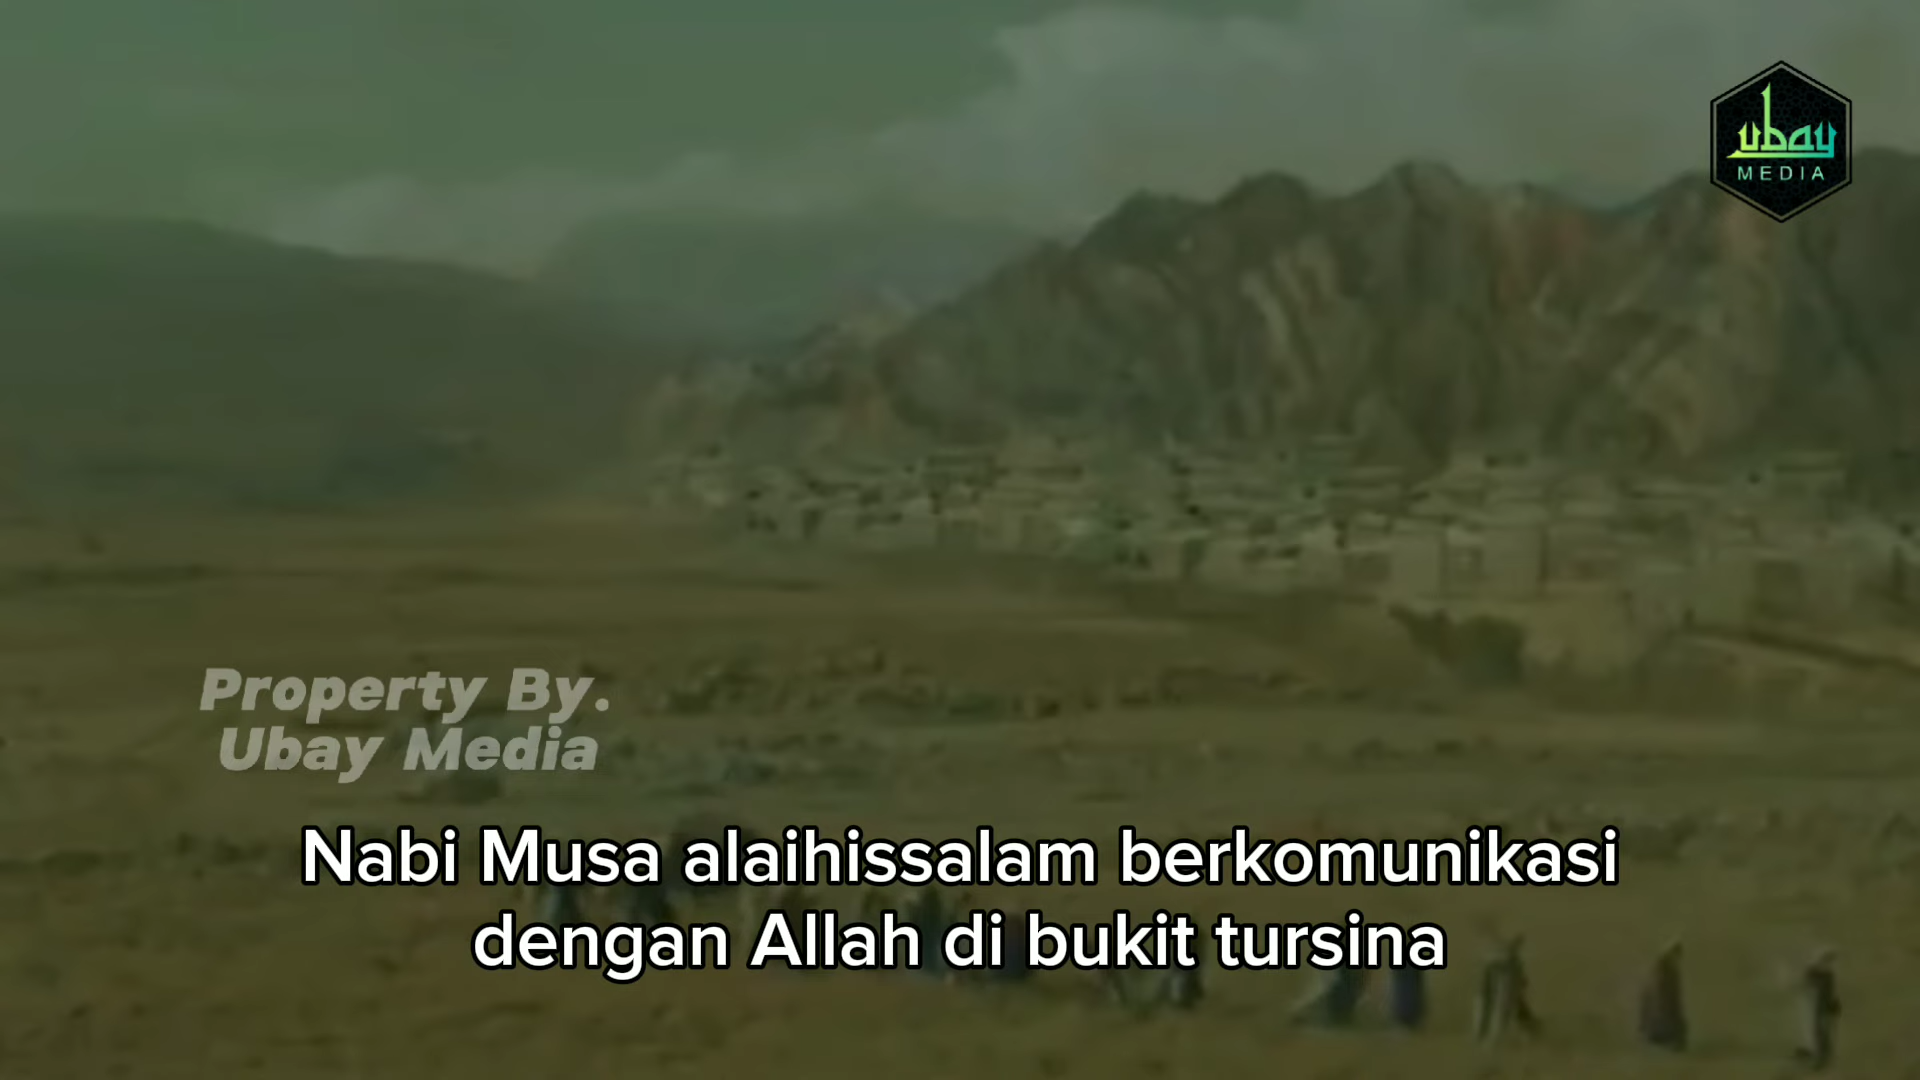 ubay
MEDIA
Property By.
Ubay Media
Nabi Musa alaihissalam berkomunikasi
dengan Allah di bukit tursina